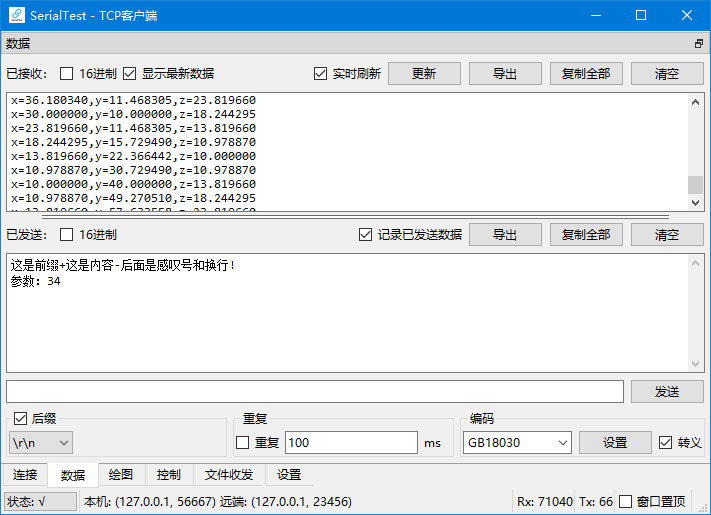 SerialTest - TCP客户端
数据
已接收: 16进制 显示最新数据 实时刷新 更新 导出 复制全部 清空
x=36.180340,y=11.468305,z=23.819660
x=30.000000,y=10.000000,z=18.244295
x=23.819660,y=11.468305,z=13.819660
x=18.244295,y=15.729490,z=10.978870
x=13.819660,y=22.366442,z=10.000000
x=10.978870,y=30.729490,z=10.978870
x=10.000000,y=40.000000,z=13.819660
x=10.978870,y=49.270510,z=18.244295
x=13.819660,y=57.633558,z=23.819660
已发送: 16进制 记录已发送数据 导出 复制全部 清空
这是前缀+这是内容-后面是感叹号和换行!
参数: 34
发送
后缀 重复 编码
\r\n 重复 100 ms GB18030 设置 转义
连接 数据 绘图 控制 文件收发 设置
状态: √ 本机: (127.0.0.1, 56667) 远端: (127.0.0.1, 23456) Rx: 71040 Tx: 66 窗口置顶